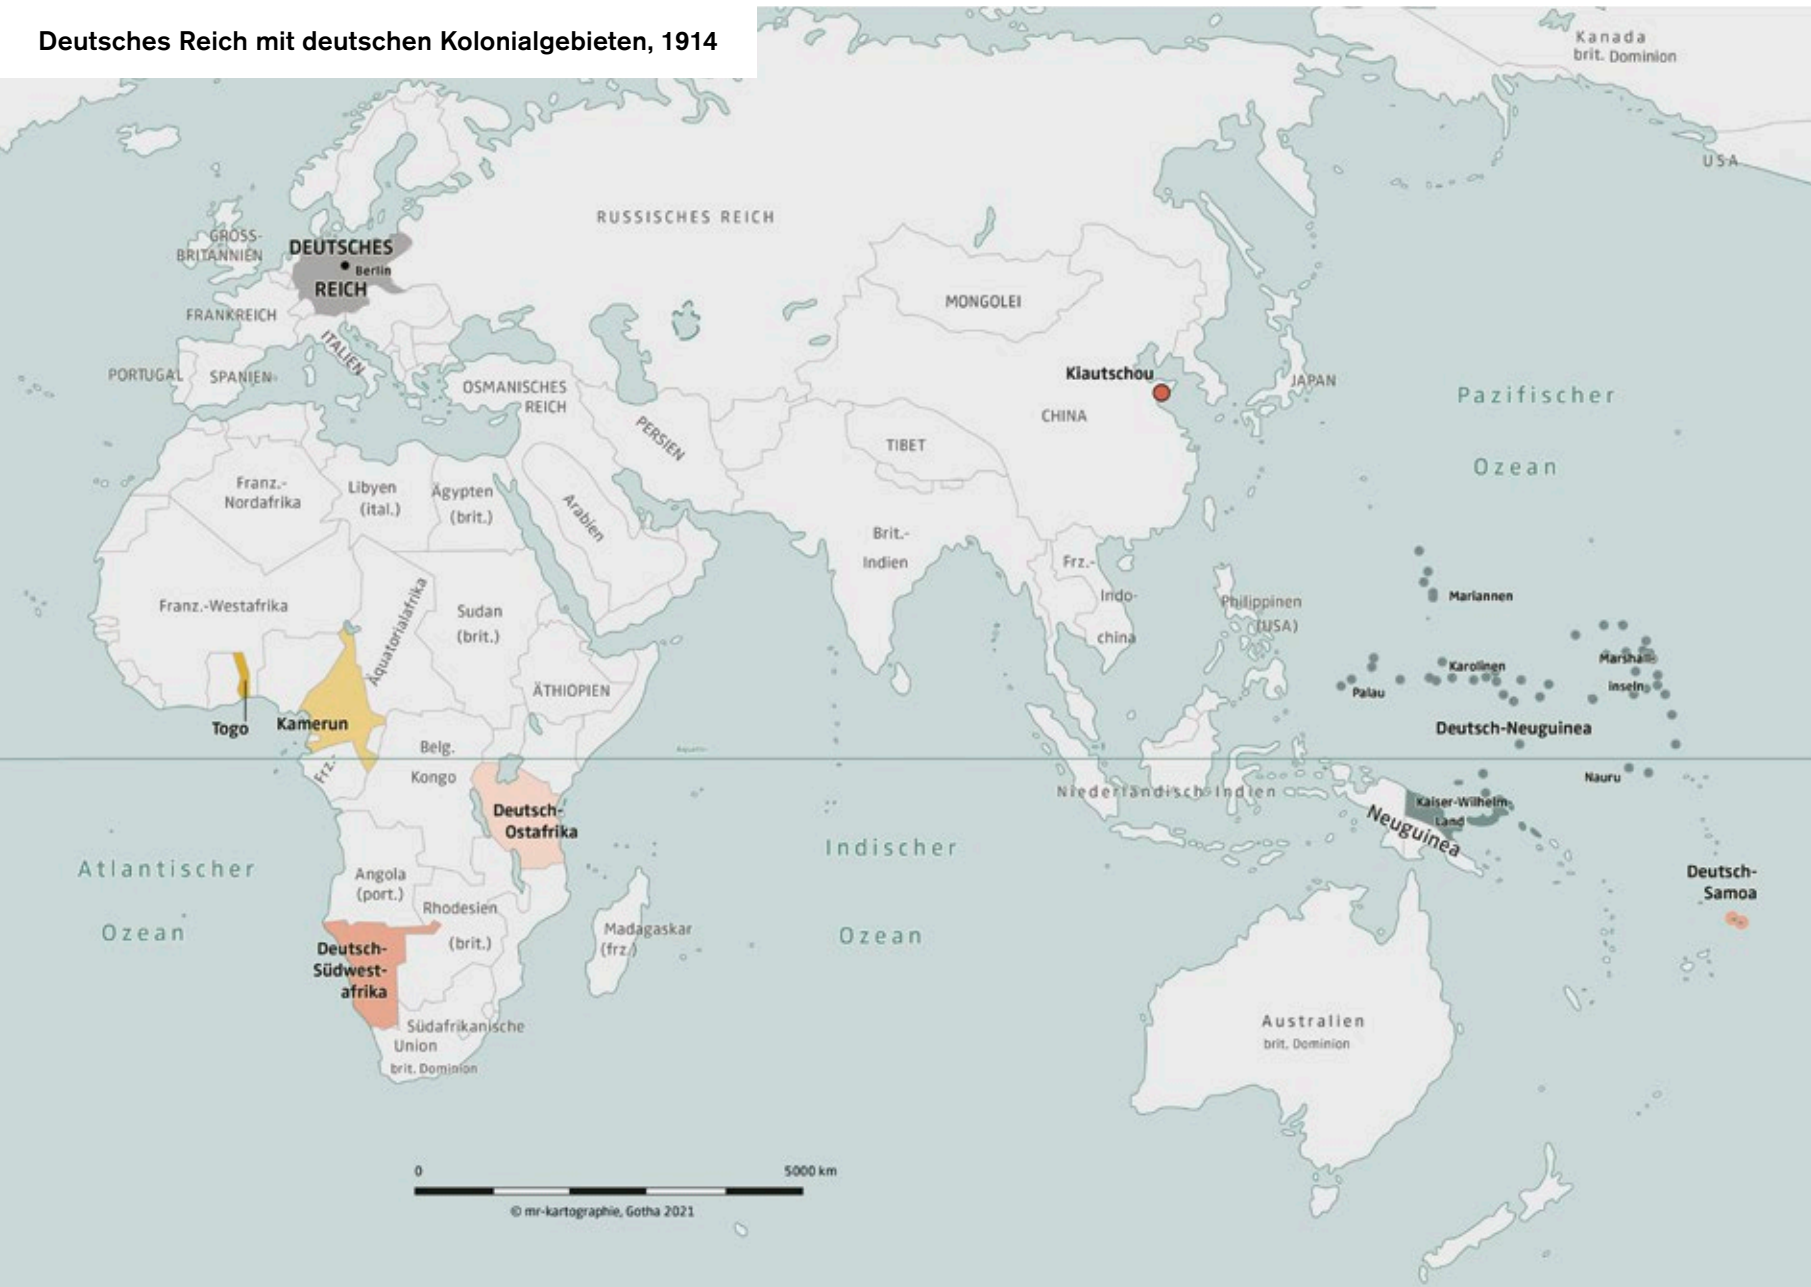 Deutsches Reich mit deutschen Kolonialgebieten, 1914
Kanada
brit. Dominion
USA
RUSSISCHES REICH
GROSS-
BRITANNIEN
DEUTSCHES
Berlin
REICH
FRANKREICH
ITALIEN
PORTUGAL
SPANIEN
OSMANISCHES
REICH
PERSIEN
MONGOLEI
Kiautschou
CHINA
TIBET
JAPAN
Pazifischer
Ozean
Franz.-
Nordafrika
Libyen
(ital.)
Ägypten
(brit.)
Arabien
Brit.-
Indien
Frz.-
Indo-
china
Philippinen
(USA)
Mariannen
Franz.-Westafrika
Äquatorialafrika
Sudan
(brit.)
ÄTHIOPIEN
Togo
Kamerun
Frz.-
Belg.
Kongo
Äquator
Palau
Karolinen
Marshall-
inseln
Deutsch-Neuguinea
Nauru
Niederländisch-Indien
Kaiser-Wilhelm-
Land
Neuguinea
Deutsch-
Ostafrika
Deutsch-
Samoa
Atlantischer
Ozean
Indischer
Ozean
Angola
(port.)
Rhodesien
(brit.)
Madagaskar
(frz.)
Deutsch-
Südwest-
afrika
Südafrikanische
Union
brit. Dominion
Australien
brit. Dominion
0 5000 km
© mr-kartographie, Gotha 2021